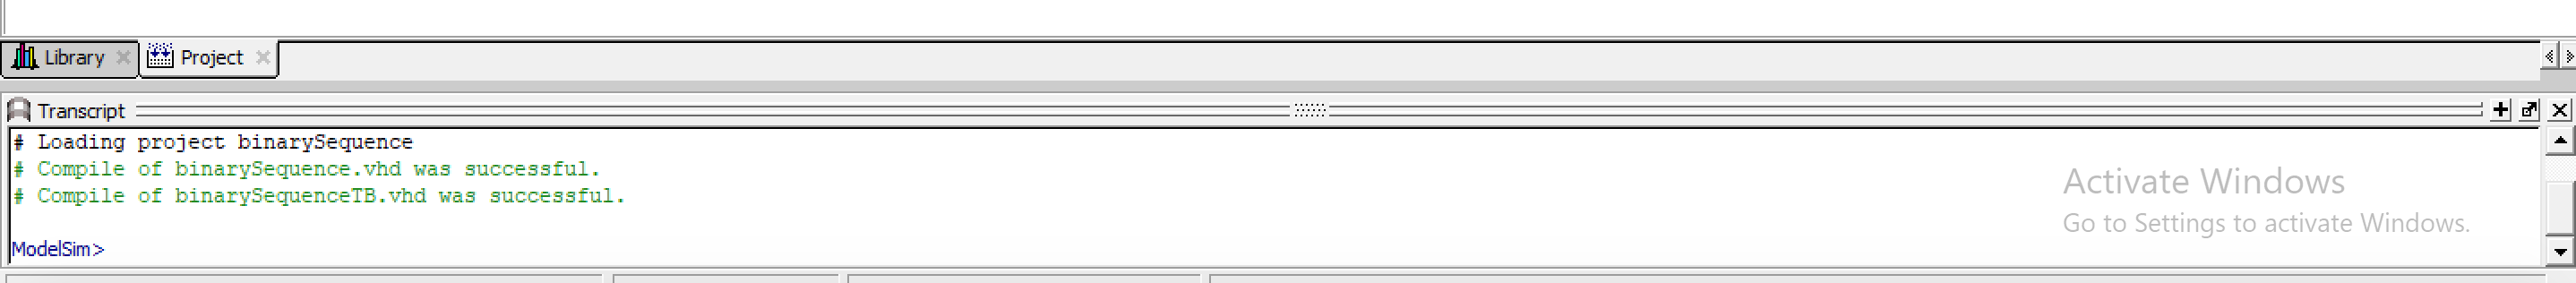 Library
Project
Transcript
# Loading project binarySequence
# Compile of binarySequence.vhd was successful.
# Compile of binarySequenceTB.vhd was successful.
ModelSim>
Activate Windows
Go to Settings to activate Windows.